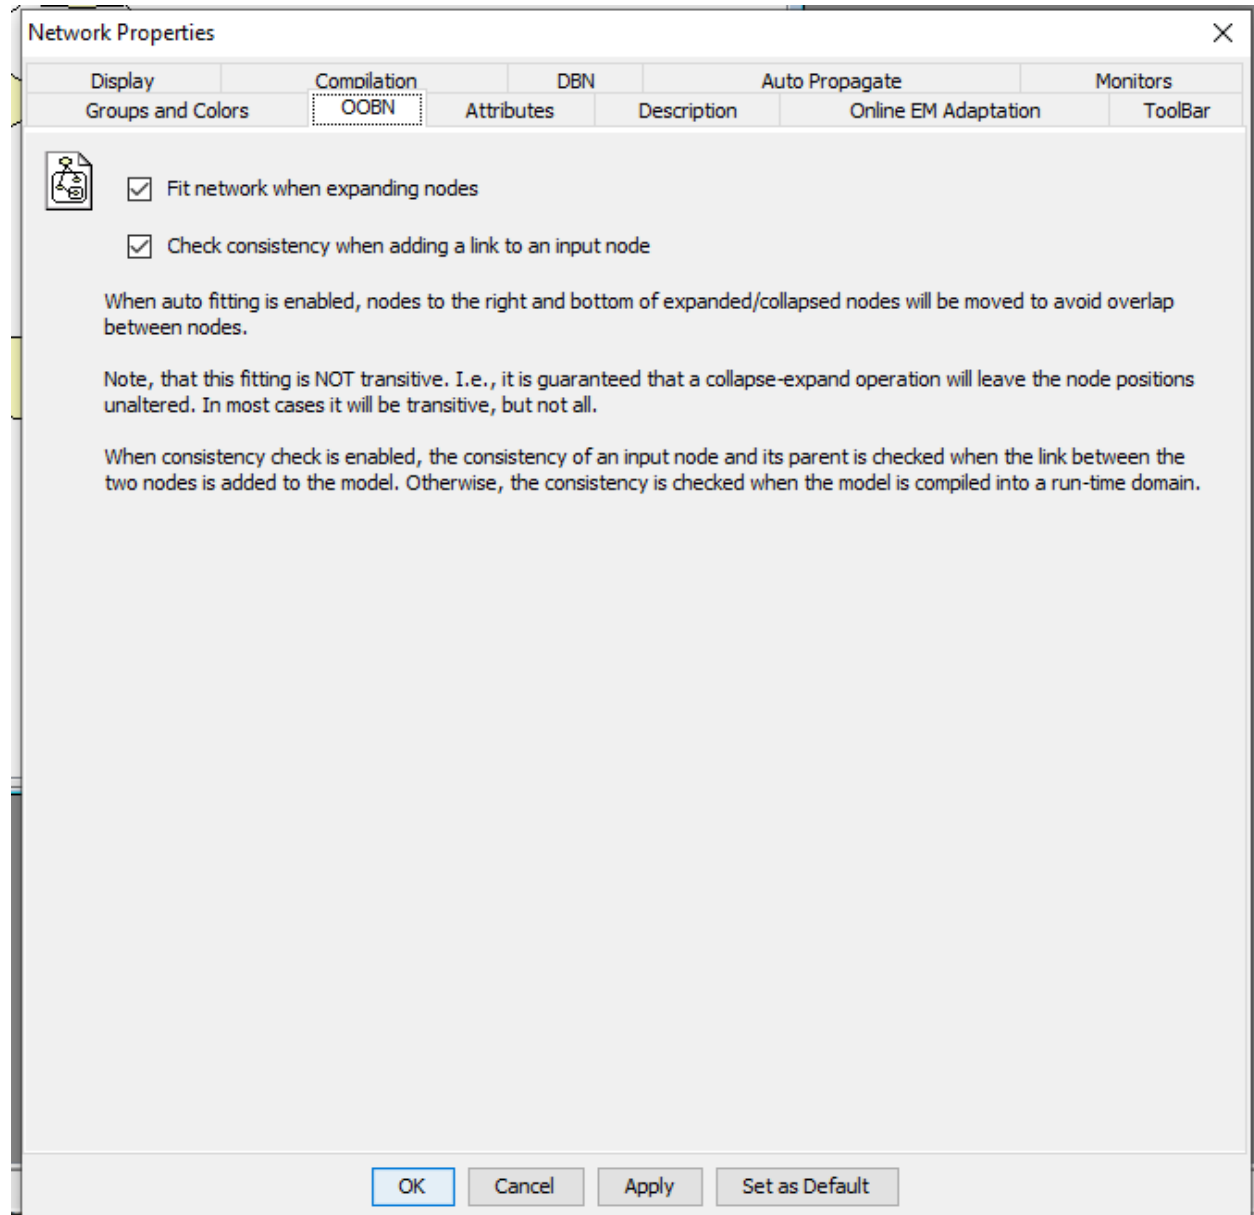 Network Properties
Display Compilation DBN Auto Propagate Monitors
Groups and Colors OOBN Attributes Description Online EM Adaptation ToolBar
Fit network when expanding nodes
Check consistency when adding a link to an input node
When auto fitting is enabled, nodes to the right and bottom of expanded/collapsed nodes will be moved to avoid overlap
between nodes.
Note, that this fitting is NOT transitive. I.e., it is guaranteed that a collapse-expand operation will leave the node positions
unaltered. In most cases it will be transitive, but not all.
When consistency check is enabled, the consistency of an input node and its parent is checked when the link between the
two nodes is added to the model. Otherwise, the consistency is checked when the model is compiled into a run-time domain.
OK Cancel Apply Set as Default